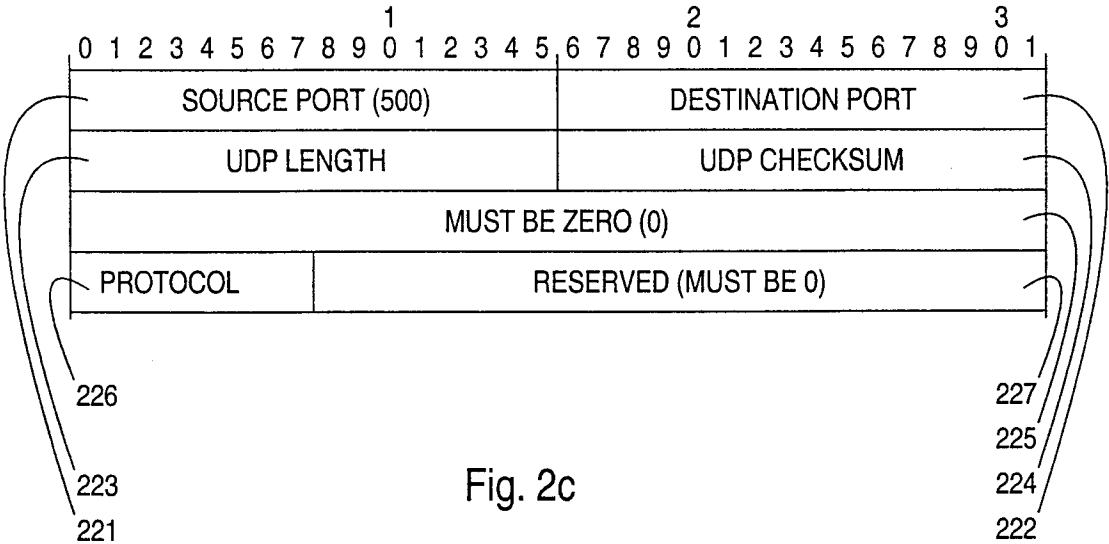 1 2 3
0 1 2 3 4 5 6 7 8 9 0 1 2 3 4 5 6 7 8 9 0 1 2 3 4 5 6 7 8 9 0 1
SOURCE PORT (500) DESTINATION PORT
UDP LENGTH UDP CHECKSUM
MUST BE ZERO (0)
PROTOCOL RESERVED (MUST BE 0)
226 227
225
223 Fig. 2c 224
221 222